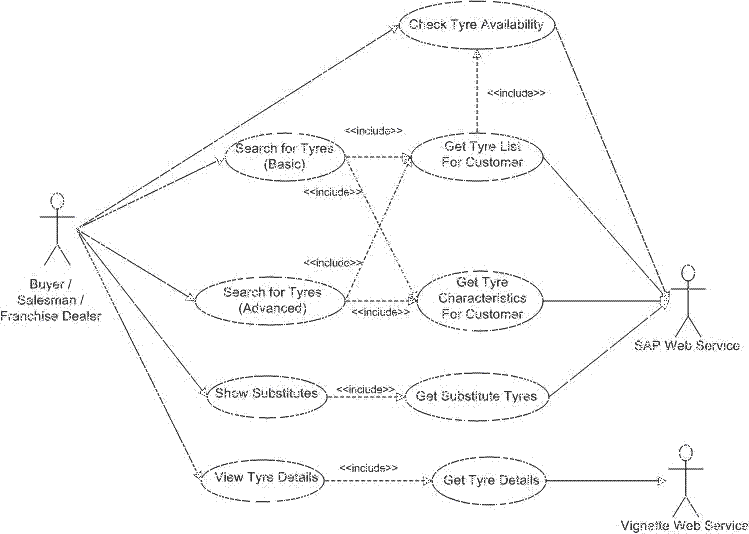 Check Tyre Availability
<<include>>
Search for Tyres
(Basic)
<<include>>
Get Tyre List
For Customer
<<include>>
<<include>>
Buyer /
Salesman /
Franchise Dealer
Search for Tyres
(Advanced)
<<include>>
Get Tyre
Characteristics
For Customer
SAP Web Service
Show Substitutes
<<include>>
Get Substitute Tyres
View Tyre Details
<<include>>
Get Tyre Details
Vignette Web Service